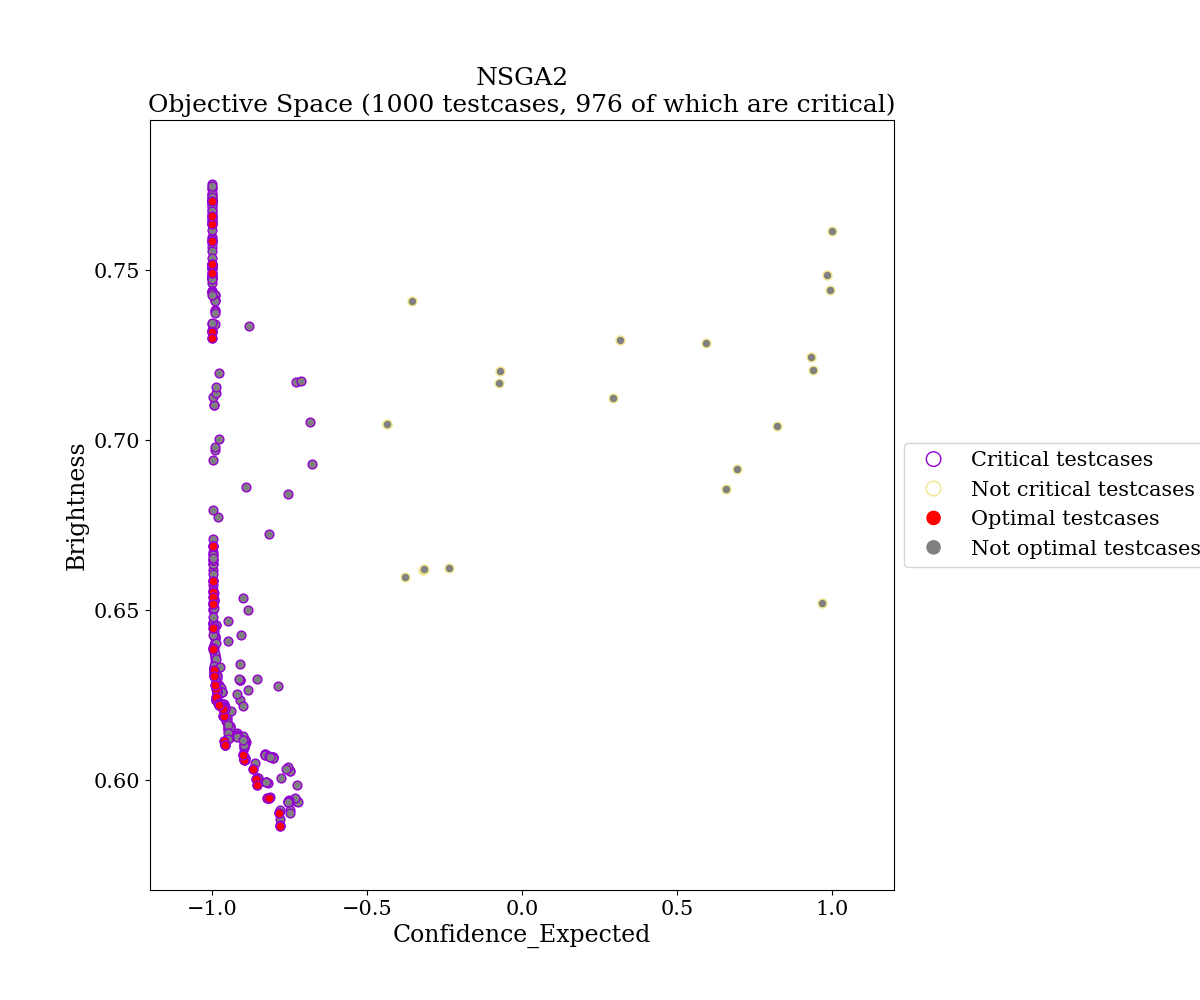 NSGA2
Objective Space (1000 testcases, 976 of which are critical)
Brightness
0.75
0.70
0.65
0.60
−1.0
−0.5
0.0
0.5
1.0
Confidence_Expected
Critical testcases
Not critical testcases
Optimal testcases
Not optimal testcases